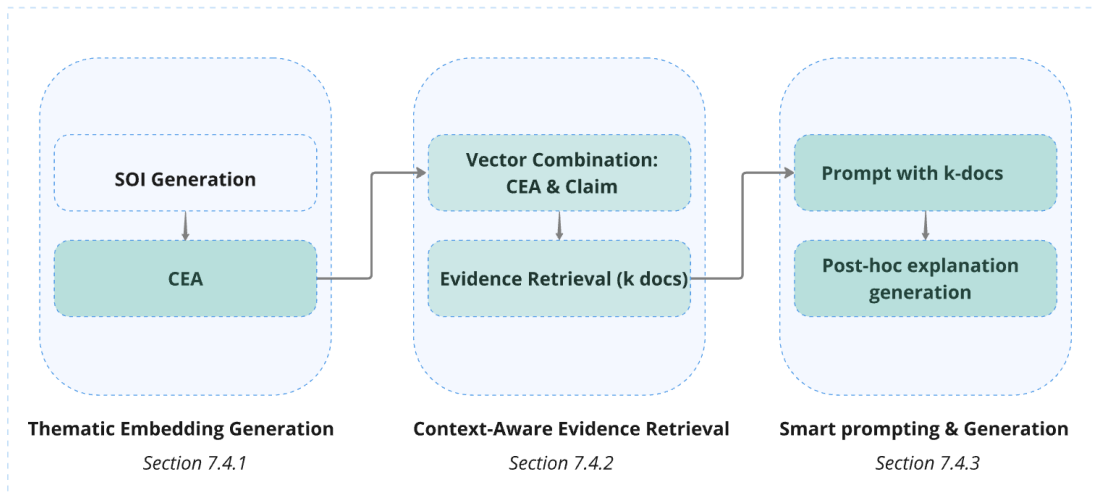 SOI Generation
CEA
Thematic Embedding Generation
Section 7.4.1
Vector Combination:
CEA & Claim
Evidence Retrieval (k docs)
Context-Aware Evidence Retrieval
Section 7.4.2
Prompt with k-docs
Post-hoc explanation
generation
Smart prompting & Generation
Section 7.4.3